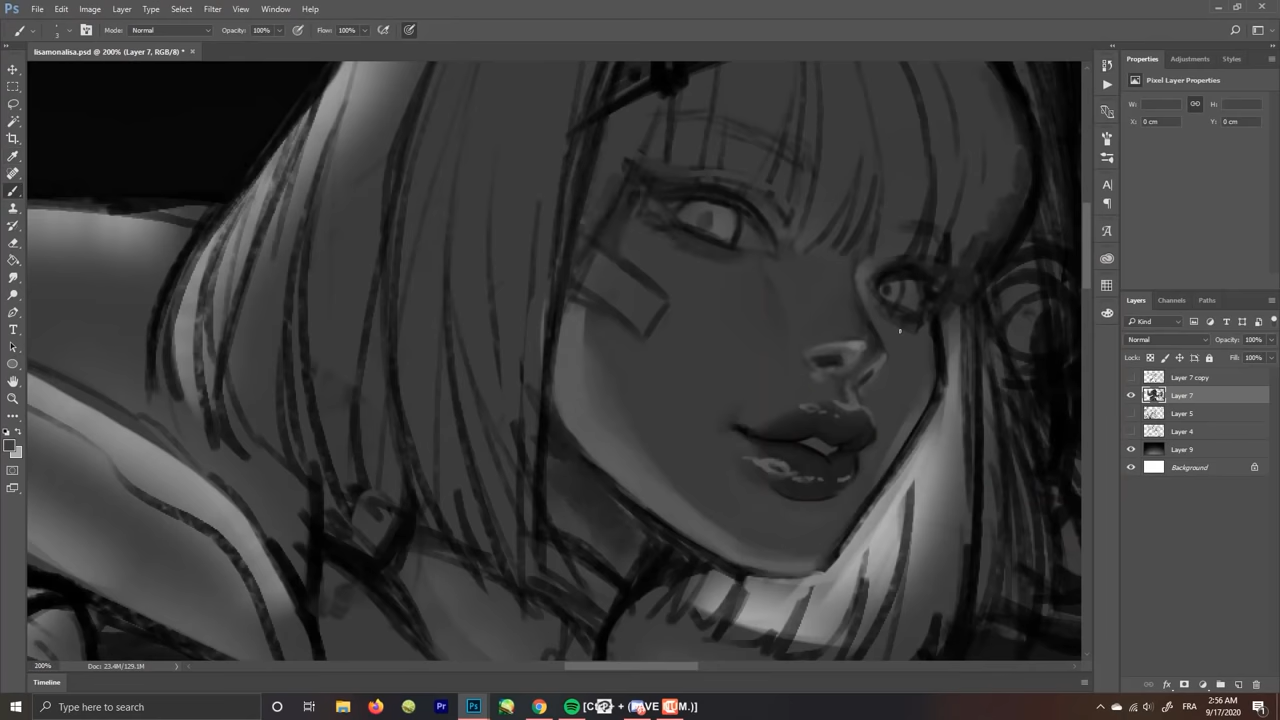 Ps File Edit Image Layer Type Select Filter 3D View Window Help
3 Mode: Normal Opacity: 100% Flow: 100%
lisamonalisa.psd @ 200% (Layer 7, RGB/8) * ×
Properties Adjustments Styles
Pixel Layer Properties
W: H:
X: 0 cm Y: 0 cm
Layers Channels Paths
Kind
Normal Opacity: 100%
Lock: Fill: 100%
Layer 7 copy
Layer 7
Layer 5
Layer 4
Layer 9
Background
200% Doc: 23.4M/129.1M
Timeline
Type here to search
FRA
2:56 AM
9/17/2020